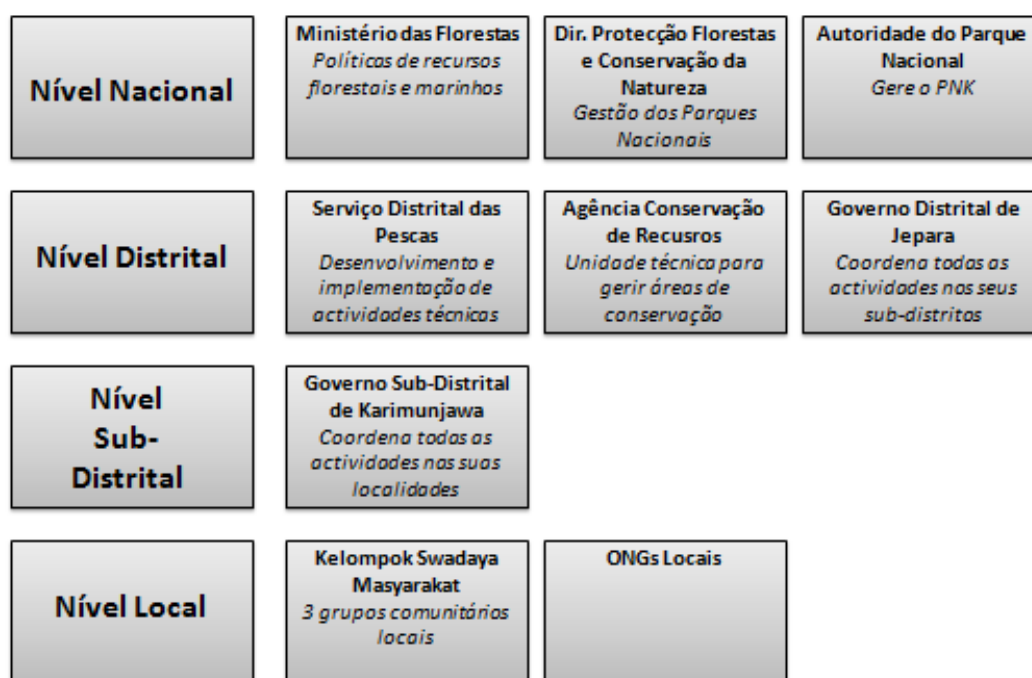 Nível Nacional
Ministério das Florestas
Políticas de recursos
florestais e marinhos
Dir. Protecção Florestas
e Conservação da
Natureza
Gestão dos Parques
Nacionais
Autoridade do Parque
Nacional
Gere o PNK
Nível Distrital
Serviço Distrital das
Pescas
Desenvolvimento e
implementação de
actividades técnicas
Agência Conservação
de Recusros
Unidade técnica para
gerir áreas de
conservação
Governo Distrital de
Jepara
Coordena todas as
actividades nos seus
sub-distritos
Nível
Sub-
Distrital
Governo Sub-Distrital
de Karimunjawa
Coordena todas as
actividades nas suas
localidades
Nível Local
Kelompok Swadaya
Masyarakat
3 grupos comunitários
locais
ONGs Locais